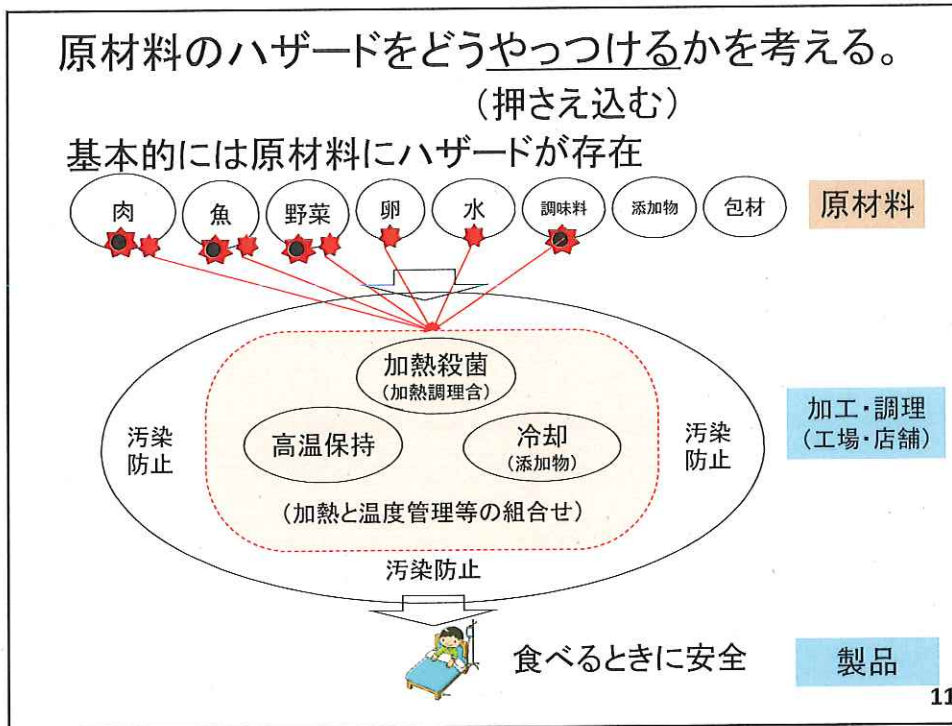 原材料のハザードをどうやっつけるかを考える。
(押さえ込む)
基本的には原材料にハザードが存在
肉 魚 野菜 卵 水 調味料 添加物 包材 原材料
加熱殺菌
(加熱調理含)
汚染
防止
高温保持
冷却
(添加物)
汚染
防止
加工・調理
(工場・店舗)
(加熱と温度管理等の組合せ)
汚染防止
食べるときに安全
製品
11